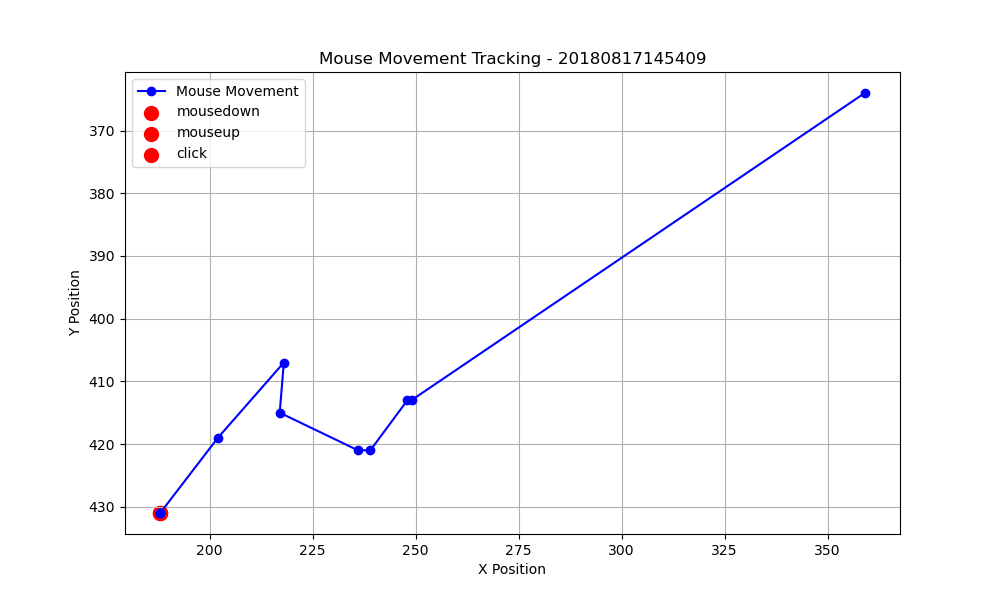 Mouse Movement Tracking - 20180817145409
Mouse Movement
mousedown
mouseup
click
370
380
390
400
410
420
430
Y Position
200
225
250
275
300
325
350
X Position